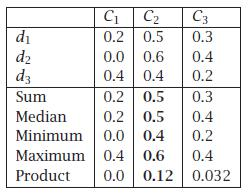 C1 C2 C3
d1 0.2 0.5 0.3
d2 0.0 0.6 0.4
d3 0.4 0.4 0.2
Sum 0.2 0.5 0.3
Median 0.2 0.5 0.4
Minimum 0.0 0.4 0.2
Maximum 0.4 0.6 0.4
Product 0.0 0.12 0.032